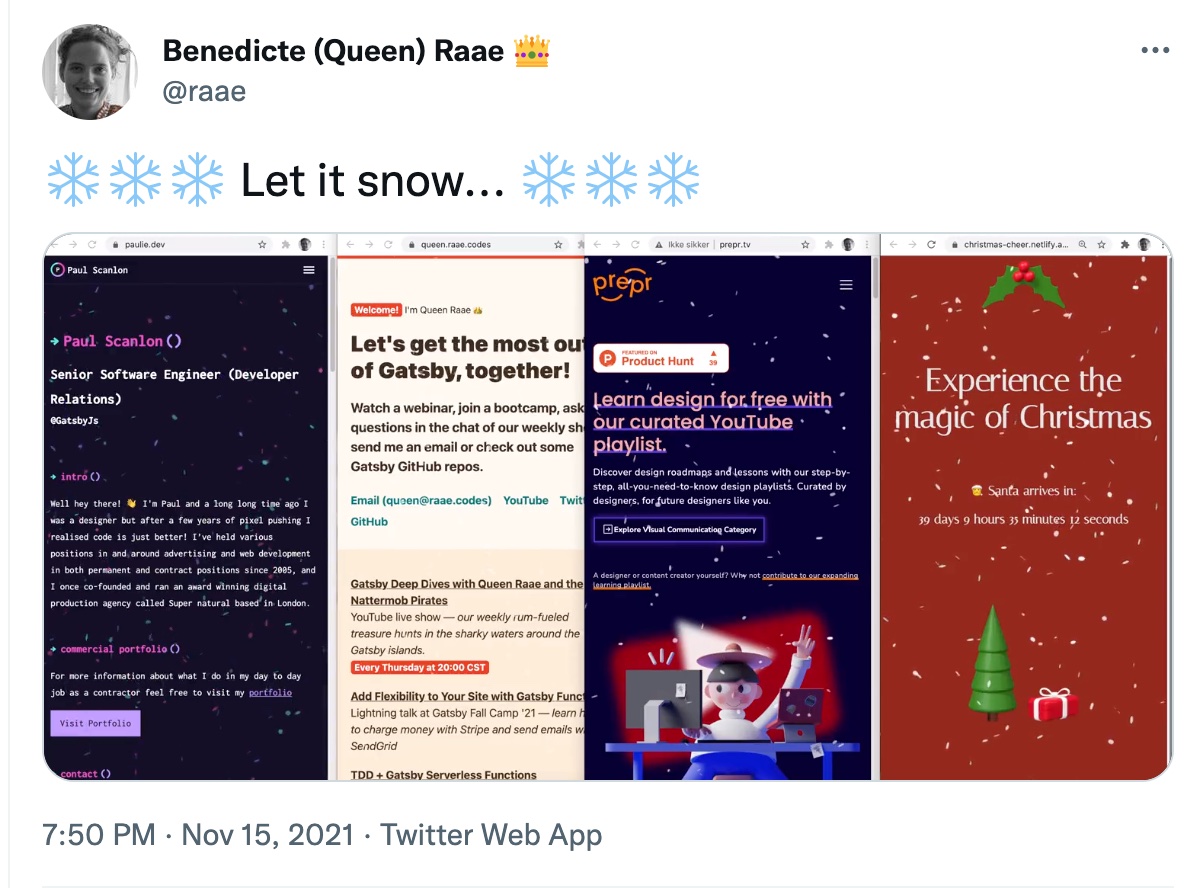 Benedicte (Queen) Raae 👑
@raae
❄️❄️❄️ Let it snow... ❄️❄️❄️
paulie.dev
Paul Scanlon
→ Paul Scanlon()
Senior Software Engineer (Developer
Relations)
@GatsbyJs
→ intro()
Well hey there! 👋 I'm Paul and a long long time ago I
was a designer but after a few years of pixel pushing I
realised code is just better! I've held various
positions in and around advertising and web development
in both permanent and contract positions since 2005, and
I once co-founded and ran an award winning digital
production agency called Super natural based in London.
→ commercial portfolio()
For more information about what I do in my day to day
job as a contractor feel free to visit my portfolio
Visit Portfolio
contact()
queen.raae.codes
Welcome! I'm Queen Raae 👑
Let's get the most out
of Gatsby, together!
Watch a webinar, join a bootcamp, ask
questions in the chat of our weekly sh
send me an email or check out some
Gatsby GitHub repos.
Email (queen@raae.codes) YouTube Twitt
GitHub
Gatsby Deep Dives with Queen Raae and the
Nattermob Pirates
YouTube live show — our weekly rum-fueled
treasure hunts in the sharky waters around the
Gatsby islands.
Every Thursday at 20:00 CST
Add Flexibility to Your Site with Gatsby Funct
Lightning talk at Gatsby Fall Camp '21 — learn h
to charge money with Stripe and send emails w
SendGrid
TDD + Gatsby Serverless Functions
Ikke sikker | prepr.tv
prepr
FEATURED ON
Product Hunt
39
Learn design for free with
our curated YouTube
playlist.
Discover design roadmaps and lessons with our step-by-
step, all-you-need-to-know design playlists. Curated by
designers, for future designers like you.
Explore Visual Communication Category
A designer or content creator yourself? Why not contribute to our expanding
learning playlist.
christmas-cheer.netlify.a...
Experience the
magic of Christmas
🎅 Santa arrives in:
39 days 9 hours 35 minutes 12 seconds
7:50 PM · Nov 15, 2021 · Twitter Web App